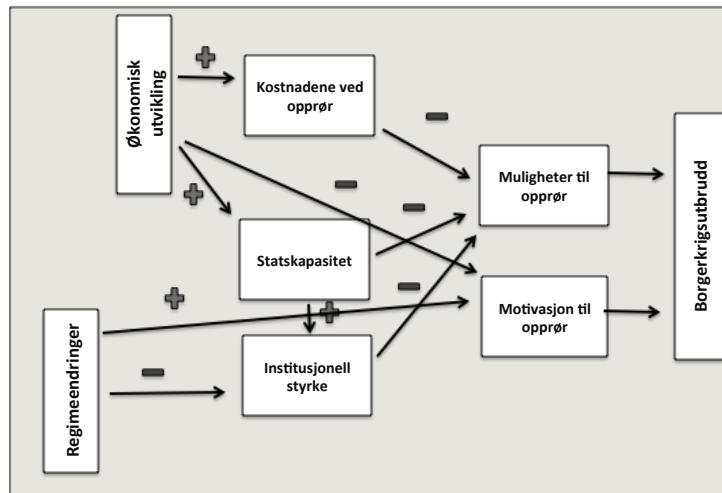 Økonomisk
utvikling
+
Kostnadene ved
opprør
−
Muligheter til
opprør
Borgerkrigsutbrudd
+
−
−
Statskapasitet
−
Motivasjon til
opprør
+
+
Regimeendringer
−
Institusjonell
styrke